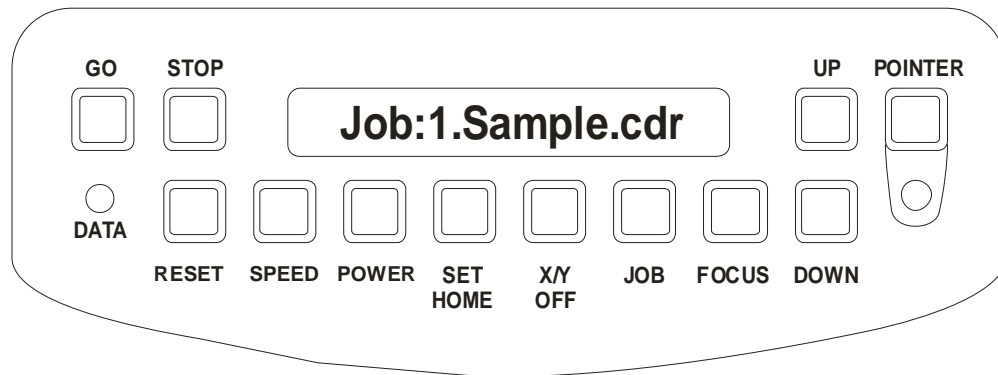 GO STOP UP POINTER
Job:1.Sample.cdr
DATA
RESET SPEED POWER SET HOME X/Y OFF JOB FOCUS DOWN